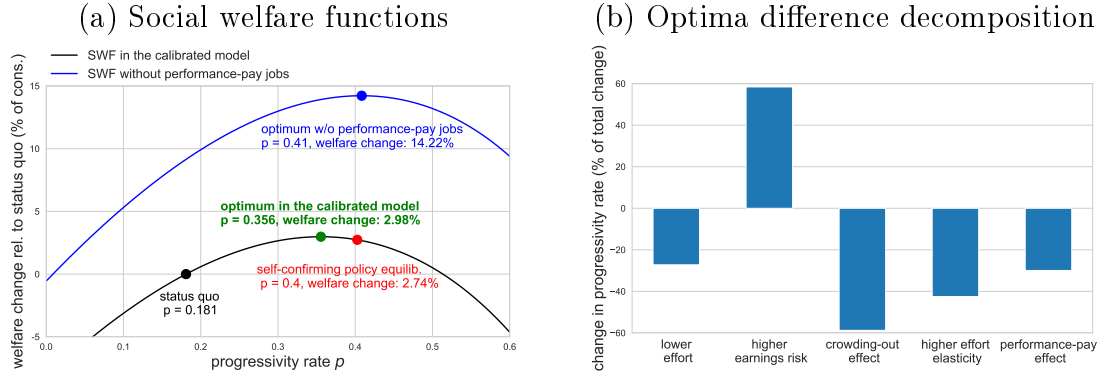 (a) Social welfare functions
SWF in the calibrated model
SWF without performance-pay jobs
welfare change rel. to status quo (% of cons.)
15
10
5
0
-5
optimum w/o performance-pay jobs
p = 0.41, welfare change: 14.22%
optimum in the calibrated model
p = 0.356, welfare change: 2.98%
self-confirming policy equilib.
p = 0.4, welfare change: 2.74%
status quo
p = 0.181
0.0 0.1 0.2 0.3 0.4 0.5 0.6
progressivity rate p
(b) Optima difference decomposition
change in progressivity rate (% of total change)
60
40
20
0
−20
−40
−60
lower
effort
higher
earnings risk
crowding-out
effect
higher effort
elasticity
performance-pay
effect